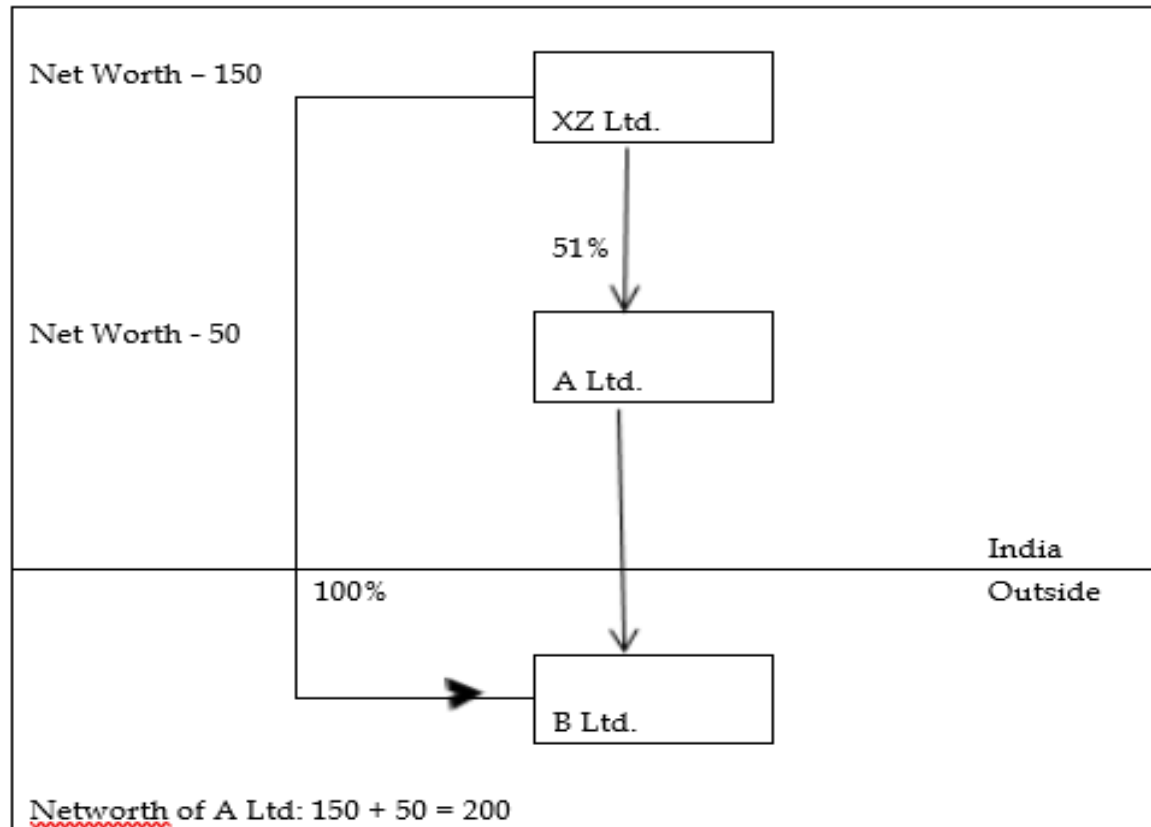 Net Worth – 150
XZ Ltd.
51%
Net Worth - 50
A Ltd.
India
100%
Outside
B Ltd.
Networth of A Ltd: 150 + 50 = 200